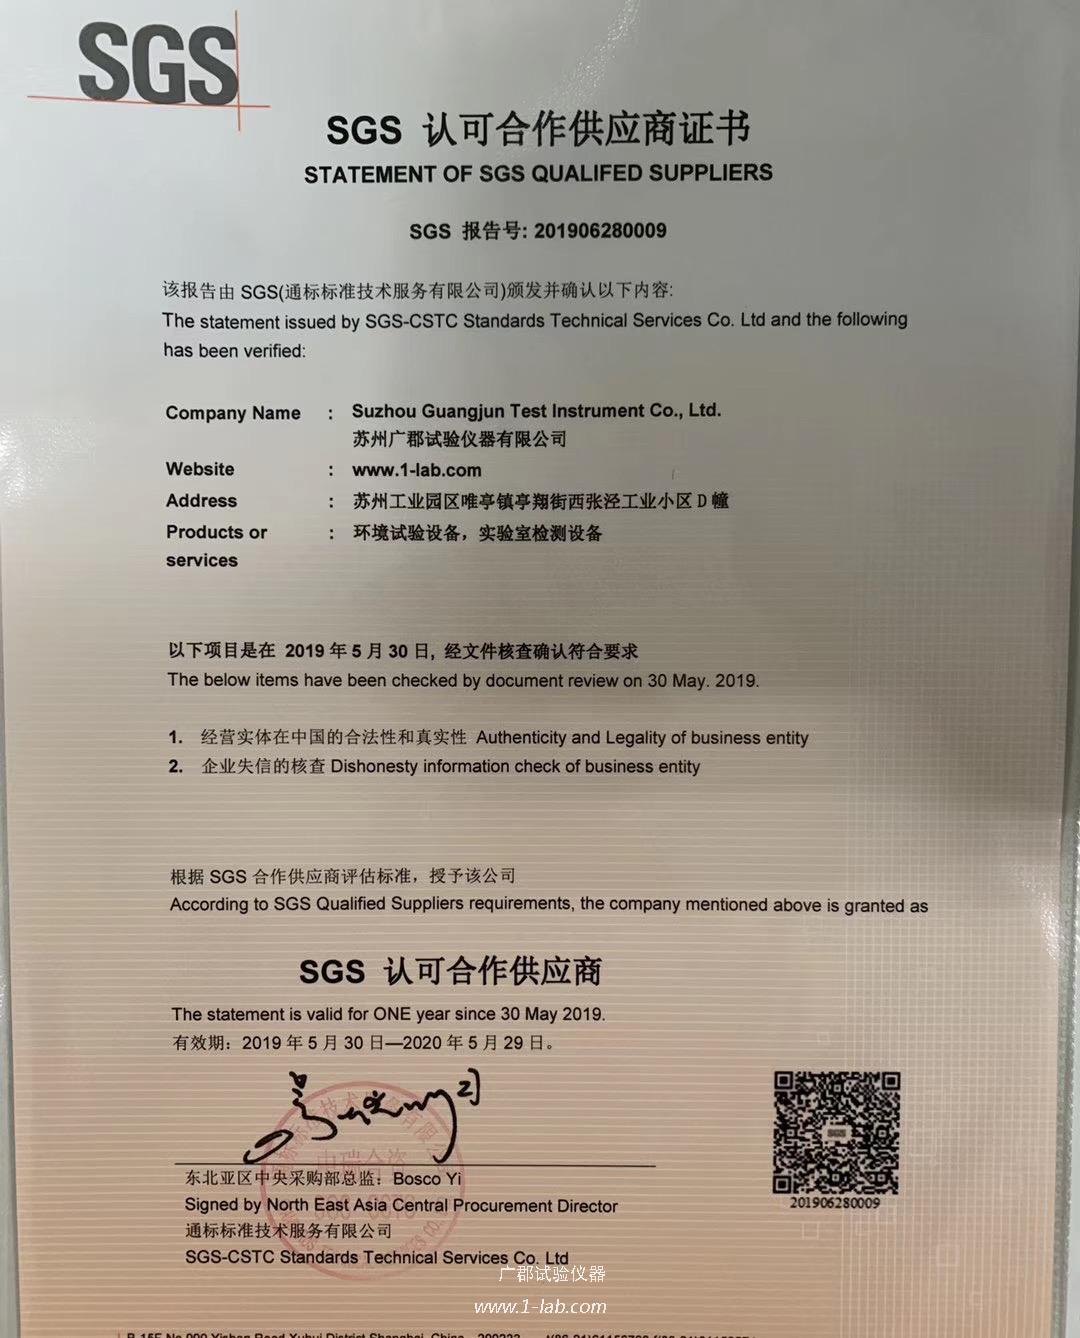 SGS
SGS 认可合作供应商证书
STATEMENT OF SGS QUALIFED SUPPLIERS
SGS 报告号: 201906280009
该报告由 SGS(通标标准技术服务有限公司)颁发并确认以下内容:
The statement issued by SGS-CSTC Standards Technical Services Co. Ltd and the following
has been verified:
Company Name : Suzhou Guangjun Test Instrument Co., Ltd.
苏州广郡试验仪器有限公司
Website : www.1-lab.com
Address : 苏州工业园区唯亭镇亭翔街西张泾工业小区 D 幢
Products or : 环境试验设备，实验室检测设备
services
以下项目是在 2019 年 5 月 30 日, 经文件核查确认符合要求
The below items have been checked by document review on 30 May. 2019.
1. 经营实体在中国的合法性和真实性 Authenticity and Legality of business entity
2. 企业失信的核查 Dishonesty information check of business entity
根据 SGS 合作供应商评估标准，授予该公司
According to SGS Qualified Suppliers requirements, the company mentioned above is granted as
SGS 认可合作供应商
The statement is valid for ONE year since 30 May 2019.
有效期：2019 年 5 月 30 日—2020 年 5 月 29 日。
东北亚区中央采购部总监：Bosco Yi
Signed by North East Asia Central Procurement Director
通标标准技术服务有限公司
SGS-CSTC Standards Technical Services Co. Ltd
SGS
201906280009
广郡试验仪器
www.1-lab.com